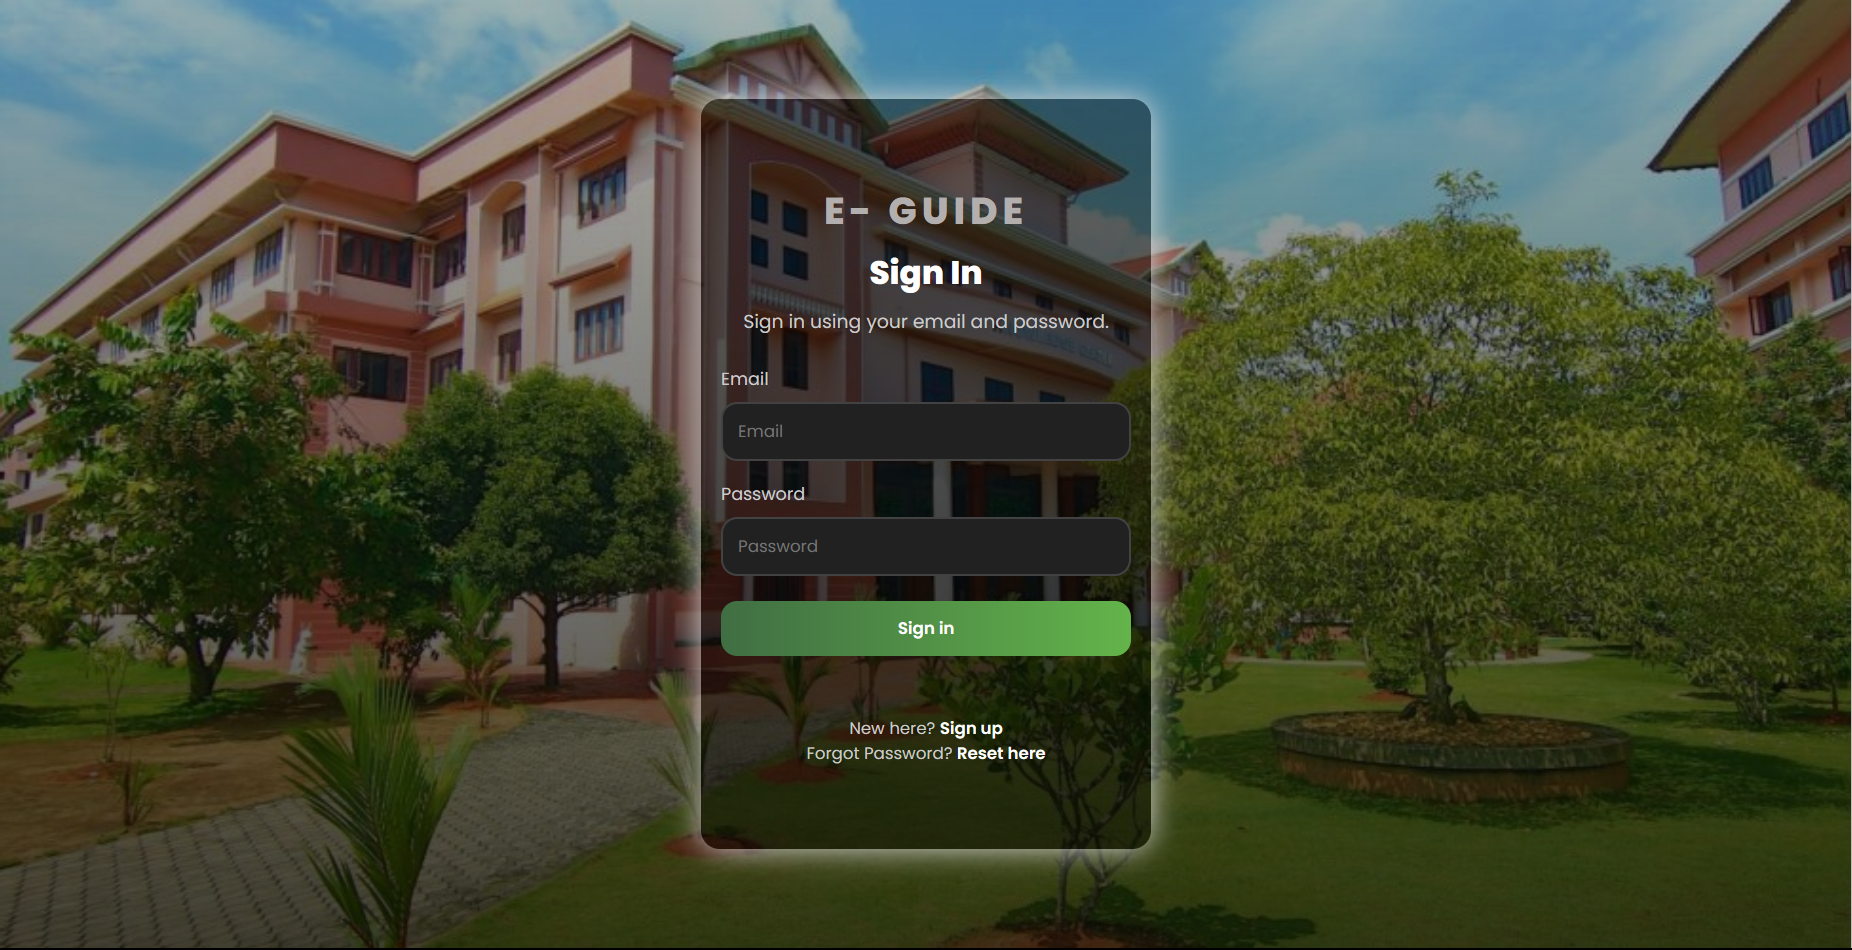 E- GUIDE
Sign In
Sign in using your email and password.
Email
Email
Password
Password
Sign in
New here? Sign up
Forgot Password? Reset here